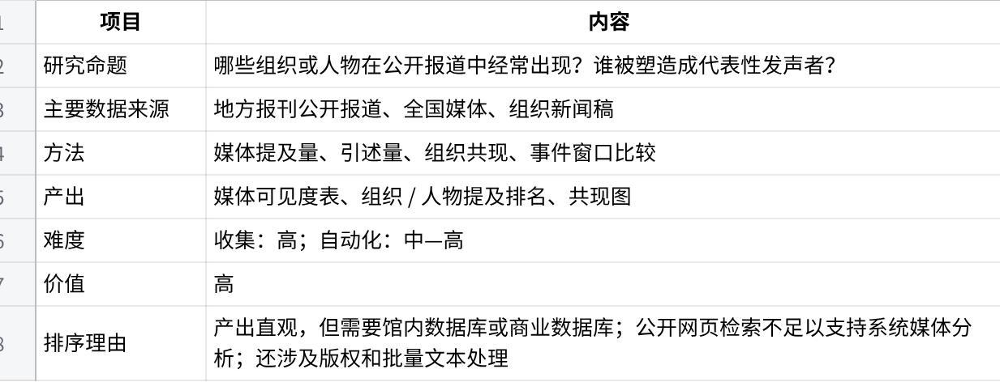 项目 内容
2 研究命题 哪些组织或人物在公开报道中经常出现？谁被塑造成代表性发声者？
3 主要数据来源 地方报刊公开报道、全国媒体、组织新闻稿
4 方法 媒体提及量、引述量、组织共现、事件窗口比较
5 产出 媒体可见度表、组织 / 人物提及排名、共现图
6 难度 收集：高；自动化：中—高
7 价值 高
排序理由 产出直观，但需要馆内数据库或商业数据库；公开网页检索不足以支持系统媒体分
析；还涉及版权和批量文本处理